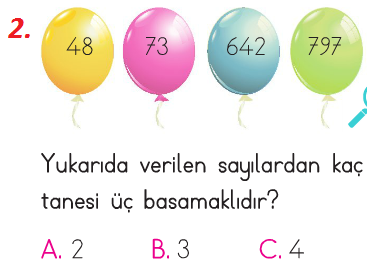 2.
48 73 642 797
Yukarıda verilen sayılardan kaç
tanesi üç basamaklıdır?
A. 2 B. 3 C. 4